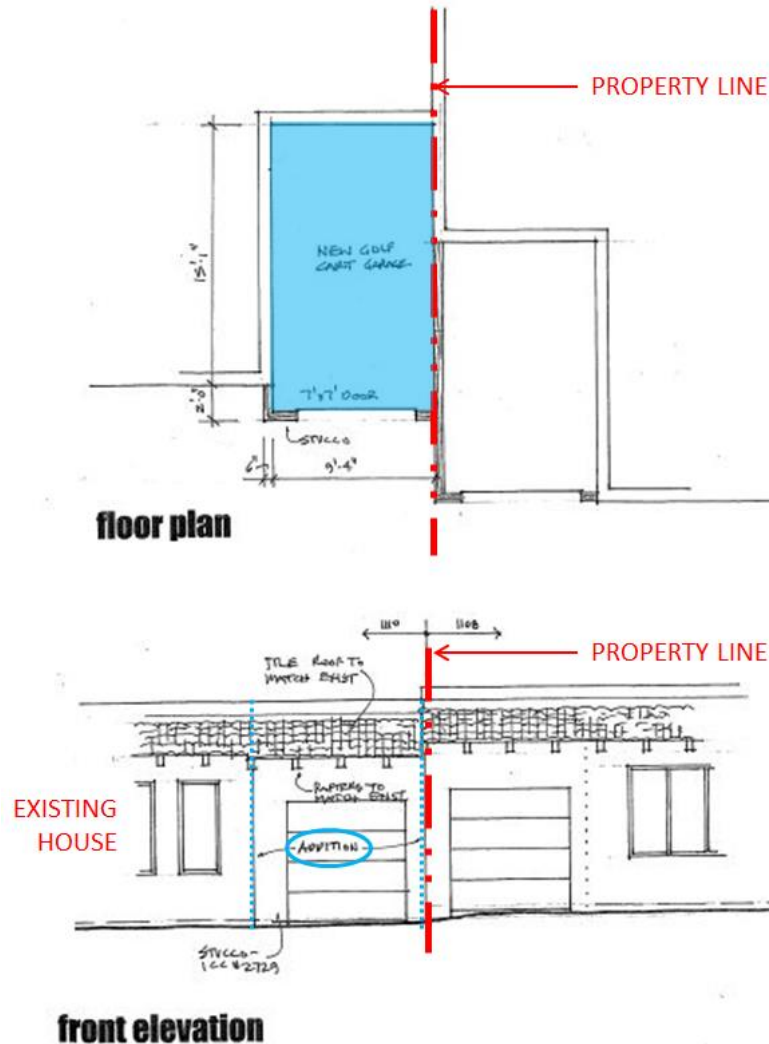 PROPERTY LINE
NEW GOLF
CART GARAGE
15'-1"
2'-0"
7'x7' DOOR
STUCCO
6"
9'-4"
floor plan
1110
1108
PROPERTY LINE
TILE ROOF TO
MATCH EXIST
RAFTERS TO
MATCH EXIST
EXISTING
HOUSE
ADDITION
STUCCO-
ICC #2729
front elevation